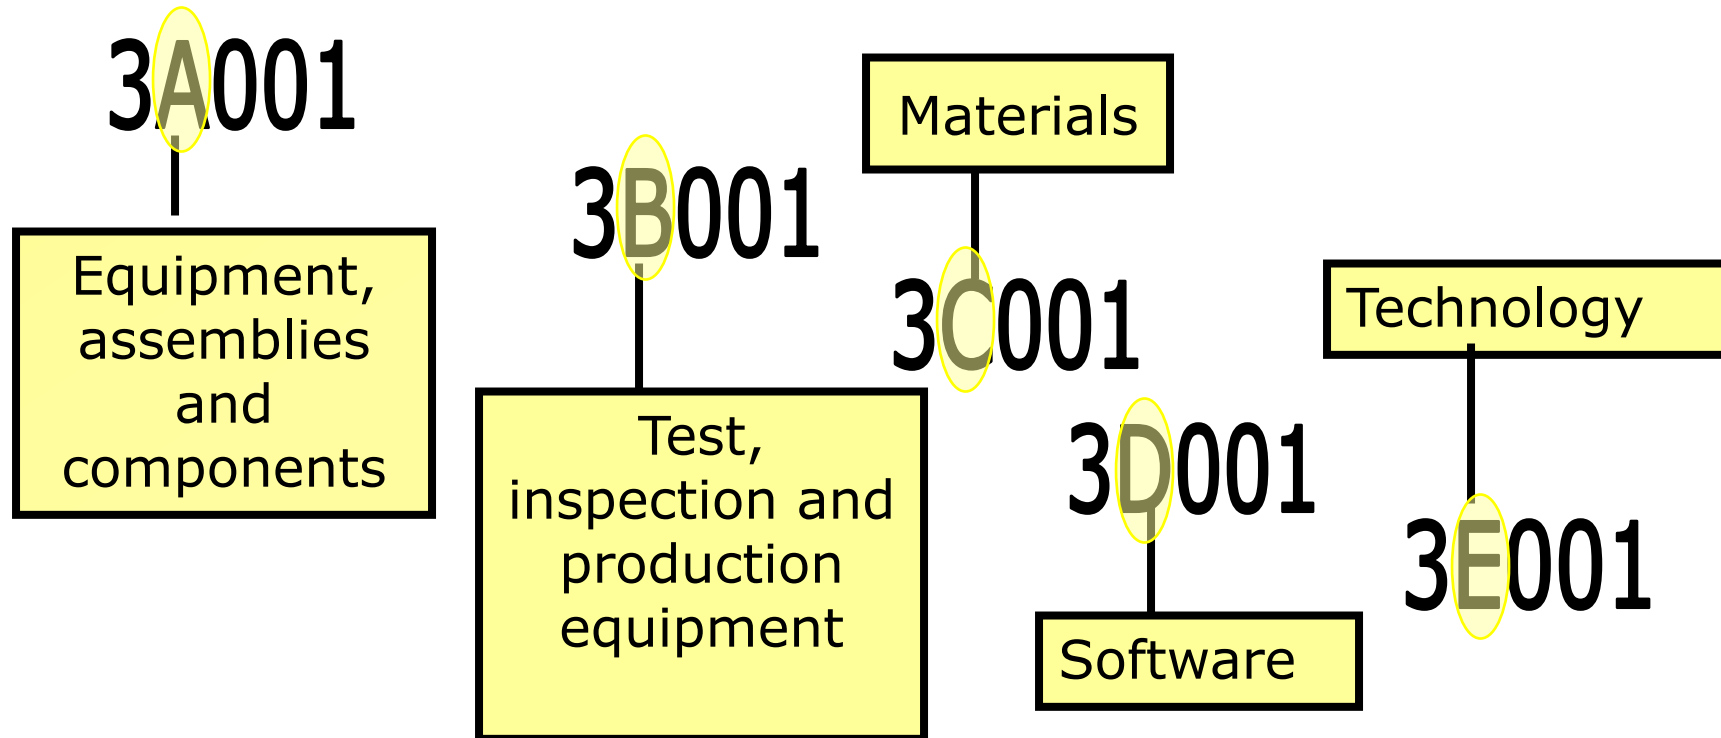 3A001
Equipment,
assemblies
and
components
3B001
Test,
inspection and
production
equipment
Materials
3C001
3D001
Software
Technology
3E001